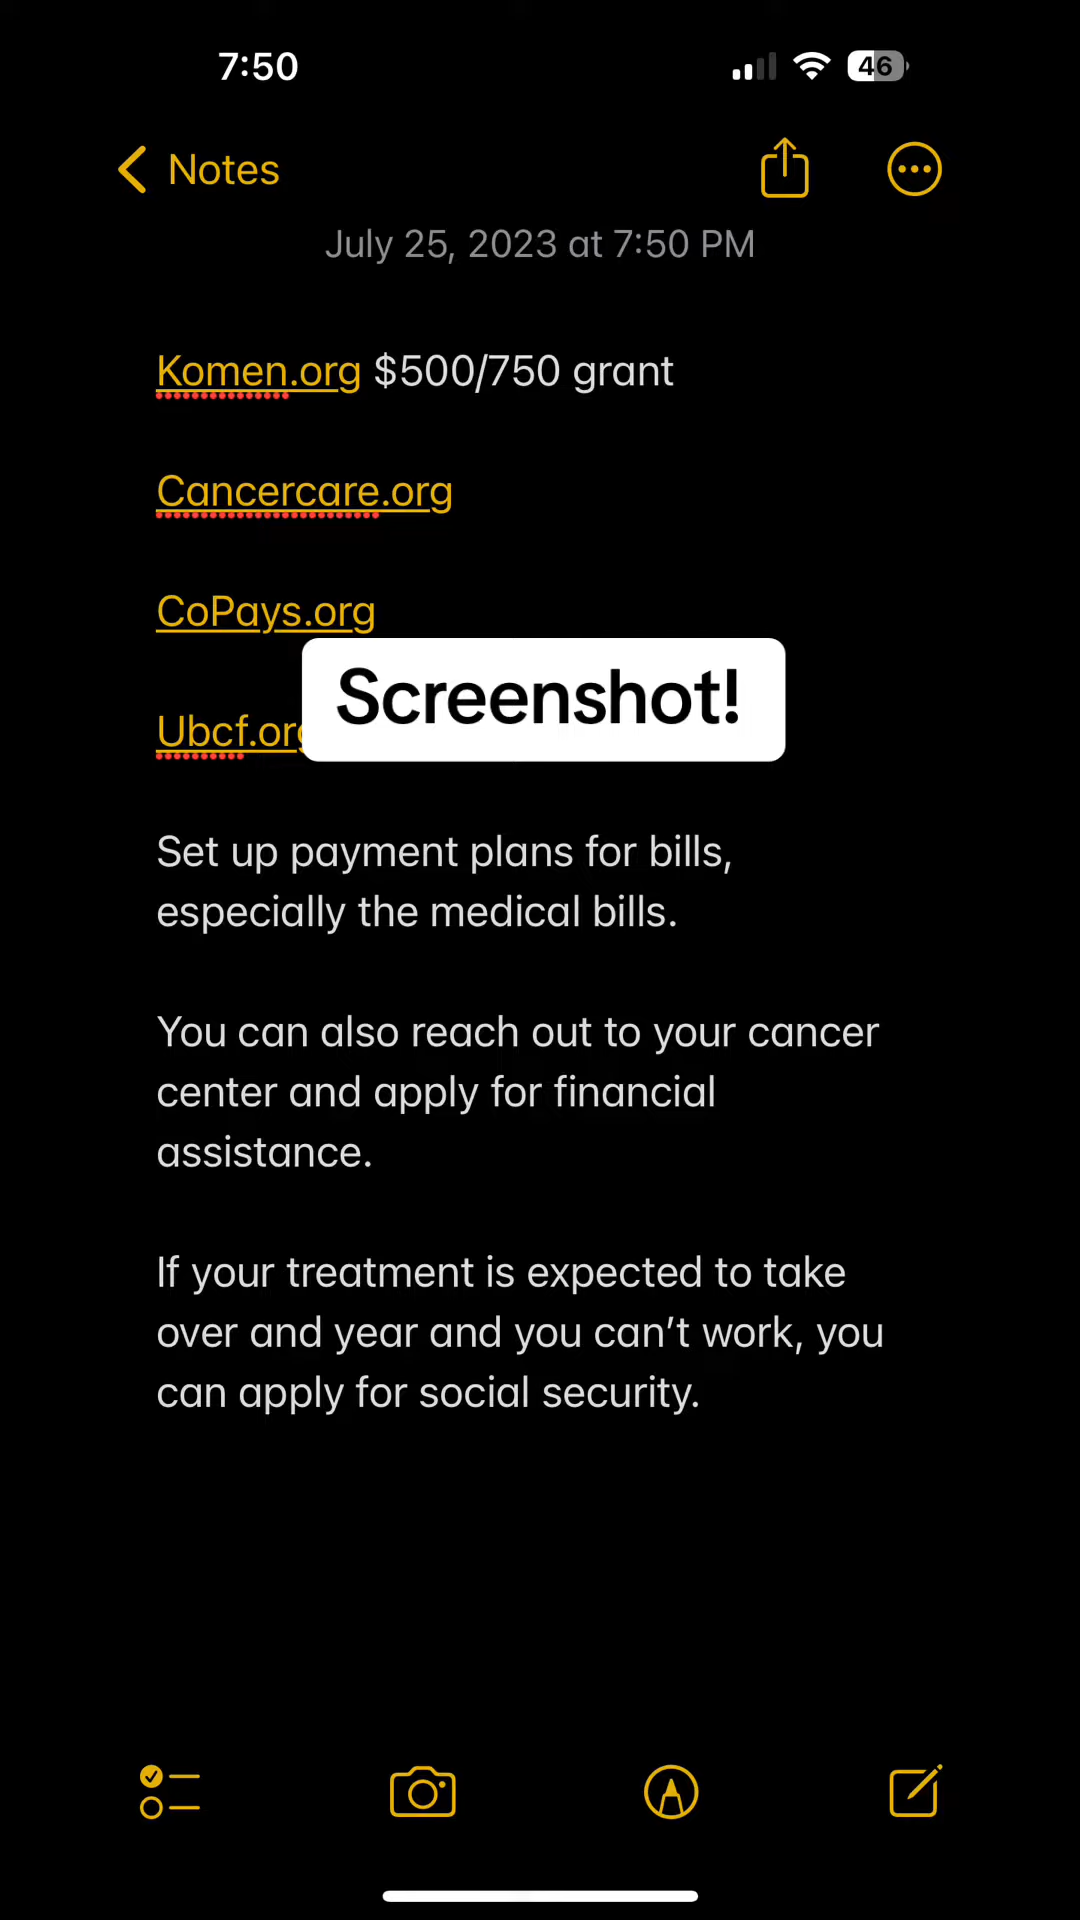 7:50
46
Notes
July 25, 2023 at 7:50 PM
Komen.org $500/750 grant
Cancercare.org
CoPays.org
Screenshot!
Ubcf.org
Set up payment plans for bills,
especially the medical bills.
You can also reach out to your cancer
center and apply for financial
assistance.
If your treatment is expected to take
over and year and you can't work, you
can apply for social security.